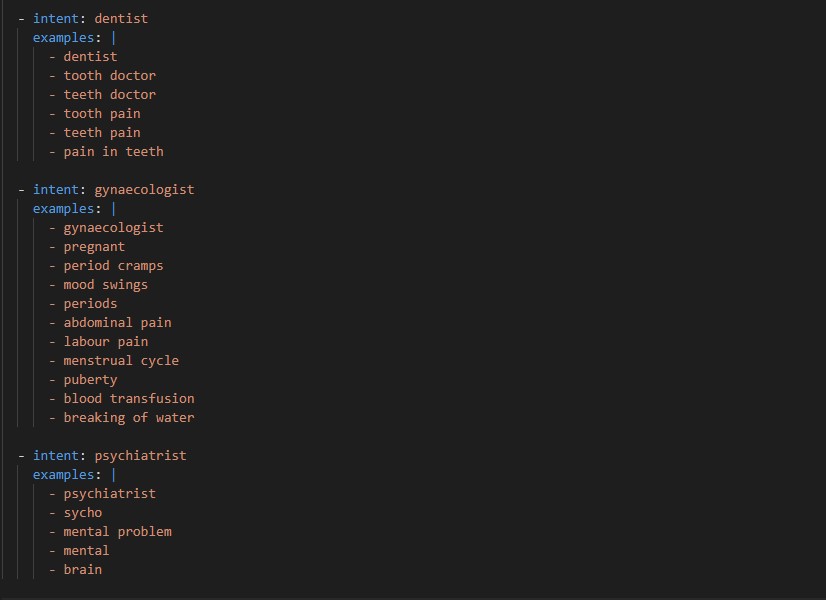 - intent: dentist
examples: |
- dentist
- tooth doctor
- teeth doctor
- tooth pain
- teeth pain
- pain in teeth
- intent: gynaecologist
examples: |
- gynaecologist
- pregnant
- period cramps
- mood swings
- periods
- abdominal pain
- labour pain
- menstrual cycle
- puberty
- blood transfusion
- breaking of water
- intent: psychiatrist
examples: |
- psychiatrist
- sycho
- mental problem
- mental
- brain